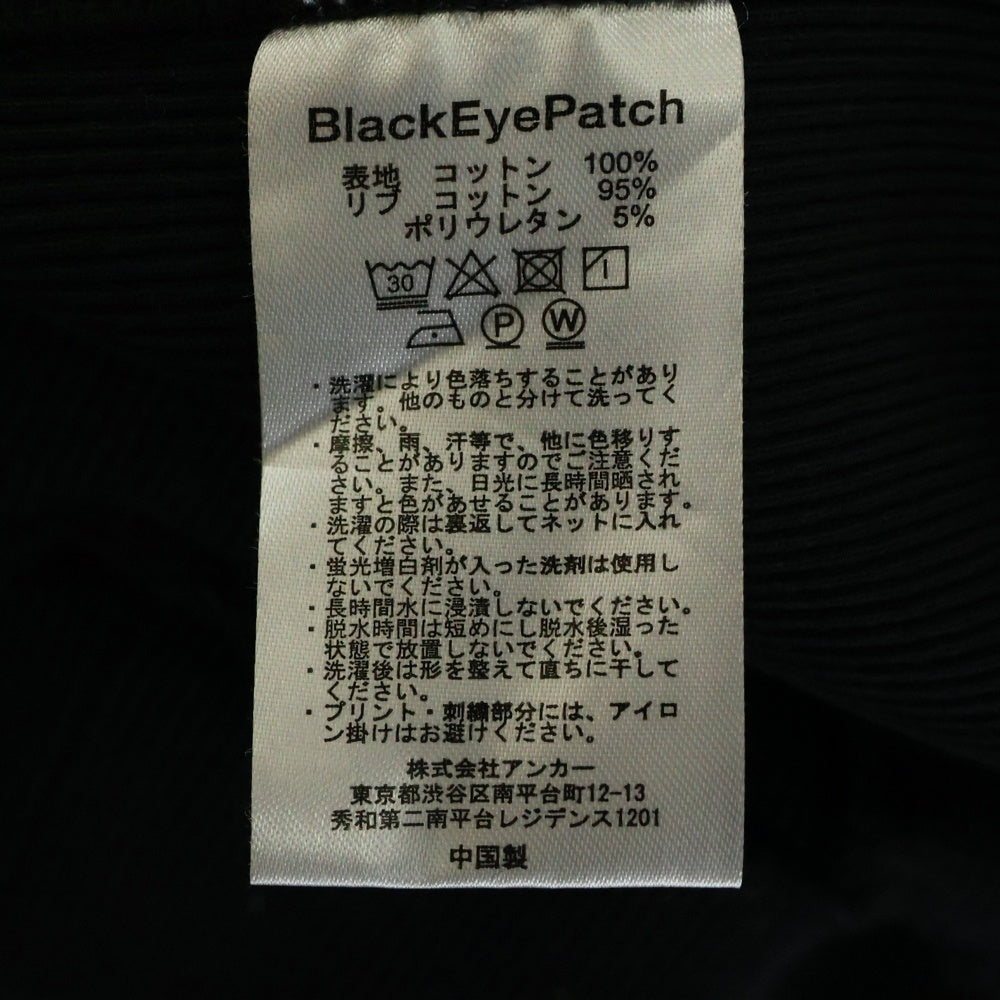 BlackEyePatch
表地 コットン 100%
リブ コットン 95%
ポリウレタン 5%
30
P W
・洗濯により色落ちすることがあり
ます。他のものと分けて洗ってく
ださい。
・摩擦、雨、汗等で、他に色移りす
ることがありますのでご注意くだ
さい。また、日光に長時間晒され
ますと色があせることがあります。
・洗濯の際は裏返してネットに入れ
てください。
・蛍光増白剤が入った洗剤は使用し
ないでください。
・長時間水に浸漬しないでください。
・脱水時間は短めにし脱水後湿った
状態で放置しないでください。
・洗濯後は形を整えて直ちに干して
ください。
・プリント・刺繍部分には、アイロ
ン掛けはお避けください。
株式会社アンカー
東京都渋谷区南平台町12-13
秀和第二南平台レジデンス1201
中国製